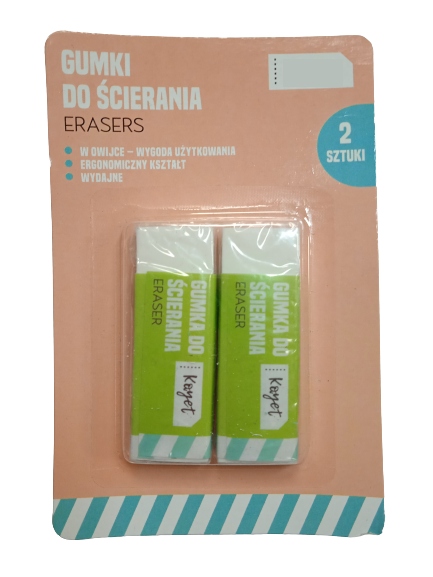 GUMKI
DO ŚCIERANIA
ERASERS
W OWIJCE – WYGODA UŻYTKOWANIA
ERGONOMICZNY KSZTAŁT
WYDAJNE
2
SZTUKI
GUMKA DO
ŚCIERANIA
ERASER
Kayet
GUMKA DO
ŚCIERANIA
ERASER
Kayet